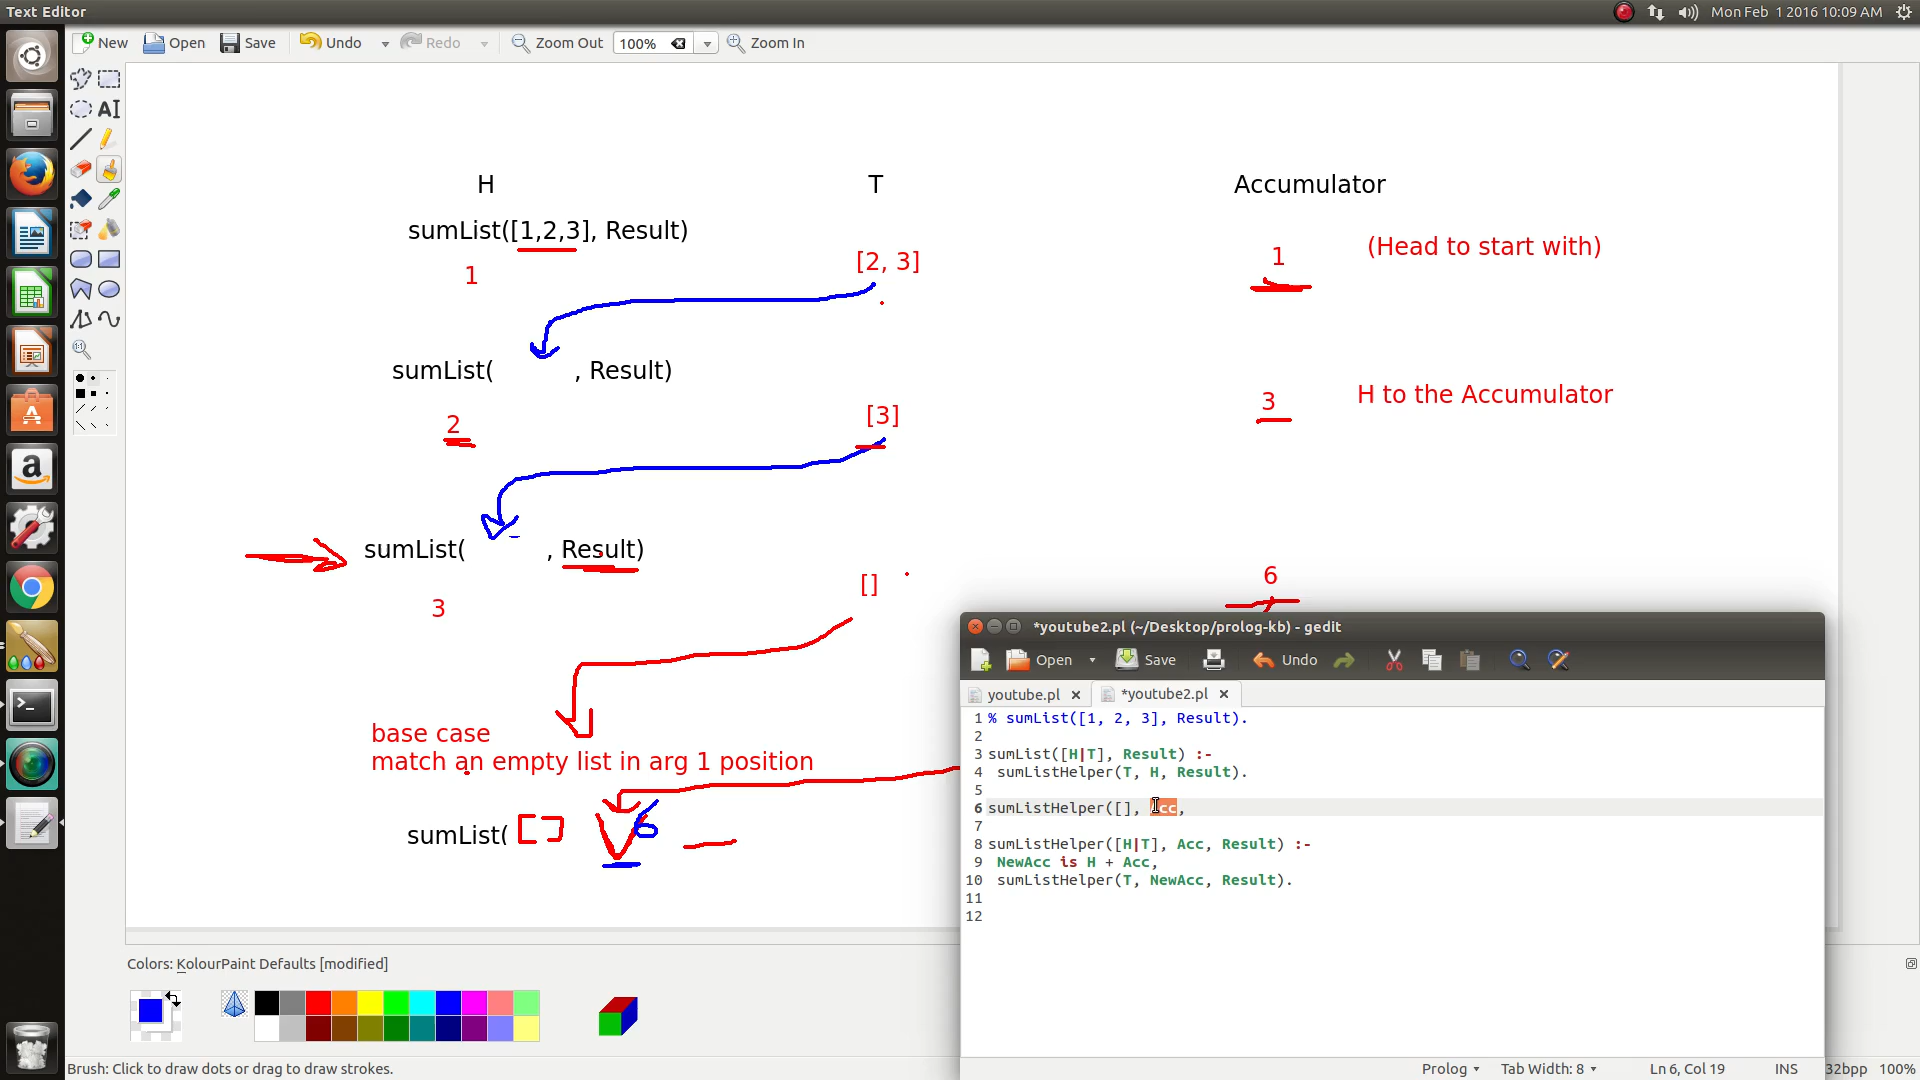 Text Editor
Mon Feb 1 2016 10:09 AM
New Open Save Undo Redo Zoom Out 100% Zoom In
H T Accumulator
sumList([1,2,3], Result)
1 [2, 3] 1 (Head to start with)
sumList( , Result)
2 [3] 3 H to the Accumulator
sumList( , Result)
3 [] 6
base case
match an empty list in arg 1 position
sumList( [] 6
*youtube2.pl (~/Desktop/prolog-kb) - gedit
Open Save Undo
youtube.pl *youtube2.pl
1 % sumList([1, 2, 3], Result).
2
3 sumList([H|T], Result) :-
4 sumListHelper(T, H, Result).
5
6 sumListHelper([], Acc,
7
8 sumListHelper([H|T], Acc, Result) :-
9 NewAcc is H + Acc,
10 sumListHelper(T, NewAcc, Result).
11
12
Colors: KolourPaint Defaults [modified]
Brush: Click to draw dots or drag to draw strokes.
Prolog Tab Width: 8 Ln 6, Col 19 INS
32bpp 100%